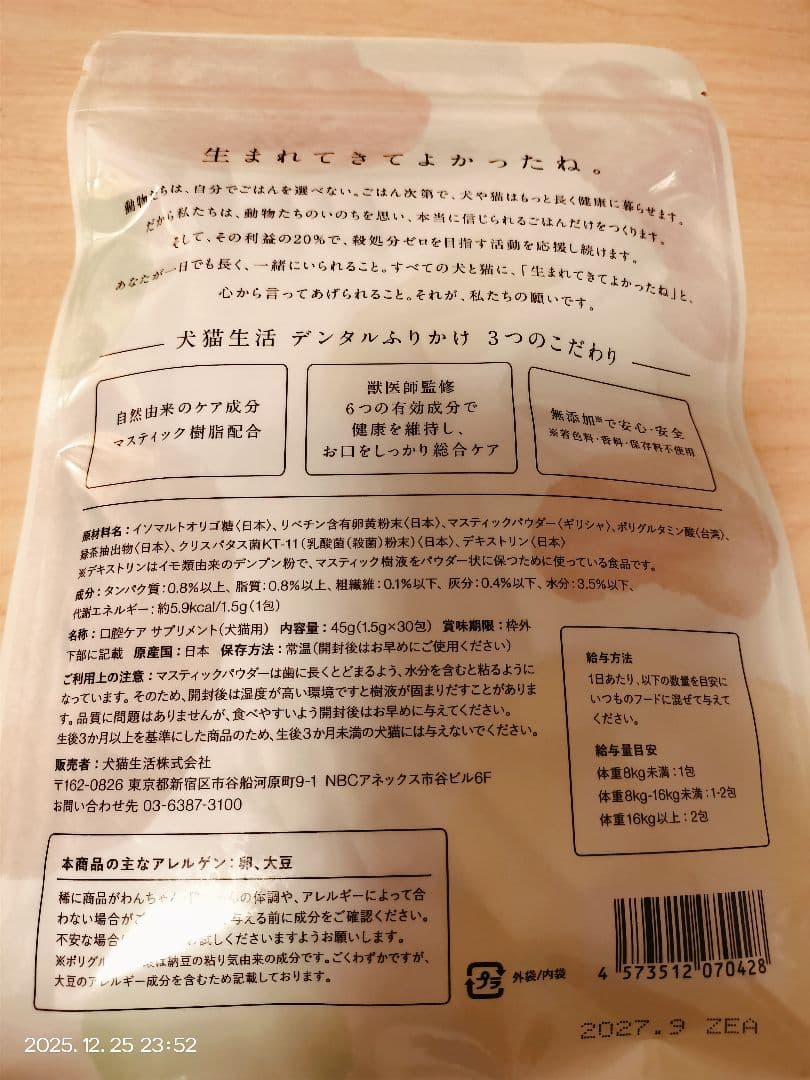 生まれてきてよかったね。
動物たちは、自分でごはんを選べない。ごはん次第で、犬や猫はもっと長く健康に暮らせます。
だから私たちは、動物たちのいのちを思い、本当に信じられるごはんだけをつくります。
そして、その利益の20%で、殺処分ゼロを目指す活動を応援し続けます。
あなたが一日でも長く、一緒にいられること。すべての犬と猫に、「生まれてきてよかったね」と、
心から言ってあげられること。それが、私たちの願いです。
犬猫生活 デンタルふりかけ 3つのこだわり
自然由来のケア成分
マスティック樹脂配合
獣医師監修
6つの有効成分で
健康を維持し、
お口をしっかり総合ケア
無添加※で安心・安全
※着色料・香料・保存料不使用
原材料名：イソマルトオリゴ糖〈日本〉、リベチン含有卵黄粉末〈日本〉、マスティックパウダー〈ギリシャ〉、ポリグルタミン酸〈台湾〉、
緑茶抽出物〈日本〉、クリスパタス菌KT-11（乳酸菌（殺菌）粉末）〈日本〉、デキストリン〈日本〉
※デキストリンはイモ類由来のデンプン粉で、マスティック樹液をパウダー状に保つために使っている食品です。
成分：タンパク質：0.8%以上、脂質：0.8%以上、粗繊維：0.1%以下、灰分：0.4%以下、水分：3.5%以下、
代謝エネルギー：約5.9kcal/1.5g（1包）
名称：口腔ケア サプリメント（犬猫用） 内容量：45g（1.5g×30包） 賞味期限：枠外
下部に記載 原産国：日本 保存方法：常温（開封後はお早めにご使用ください）
ご利用上の注意：マスティックパウダーは歯に長くとどまるよう、水分を含むと粘るように
なっています。そのため、開封後は湿度が高い環境ですと樹液が固まりだすことがありま
す。品質に問題はありませんが、食べやすいよう開封後はお早めに与えてください。
生後3か月以上を基準にした商品のため、生後3か月未満の犬猫には与えないでください。
販売者：犬猫生活株式会社
〒162-0826 東京都新宿区市谷船河原町9-1 NBCアネックス市谷ビル6F
お問い合わせ先 03-6387-3100
給与方法
1日あたり、以下の数量を目安に
いつものフードに混ぜて与えて
ください。
給与量目安
体重8kg未満：1包
体重8kg-16kg未満：1-2包
体重16kg以上：2包
本商品の主なアレルゲン：卵、大豆
稀に商品がわんちゃん の体調や、アレルギーによって合
わない場合がご 与える前に成分をご確認ください。
不安な場合 お試しくださいますようお願いします。
※ポリグル は納豆の粘り気由来の成分です。ごくわずかですが、
大豆のアレルギー成分を含むため記載しております。
プラ 外袋/内袋
4 573512 070428
2027.9 ZEA
2025.12.25 23:52